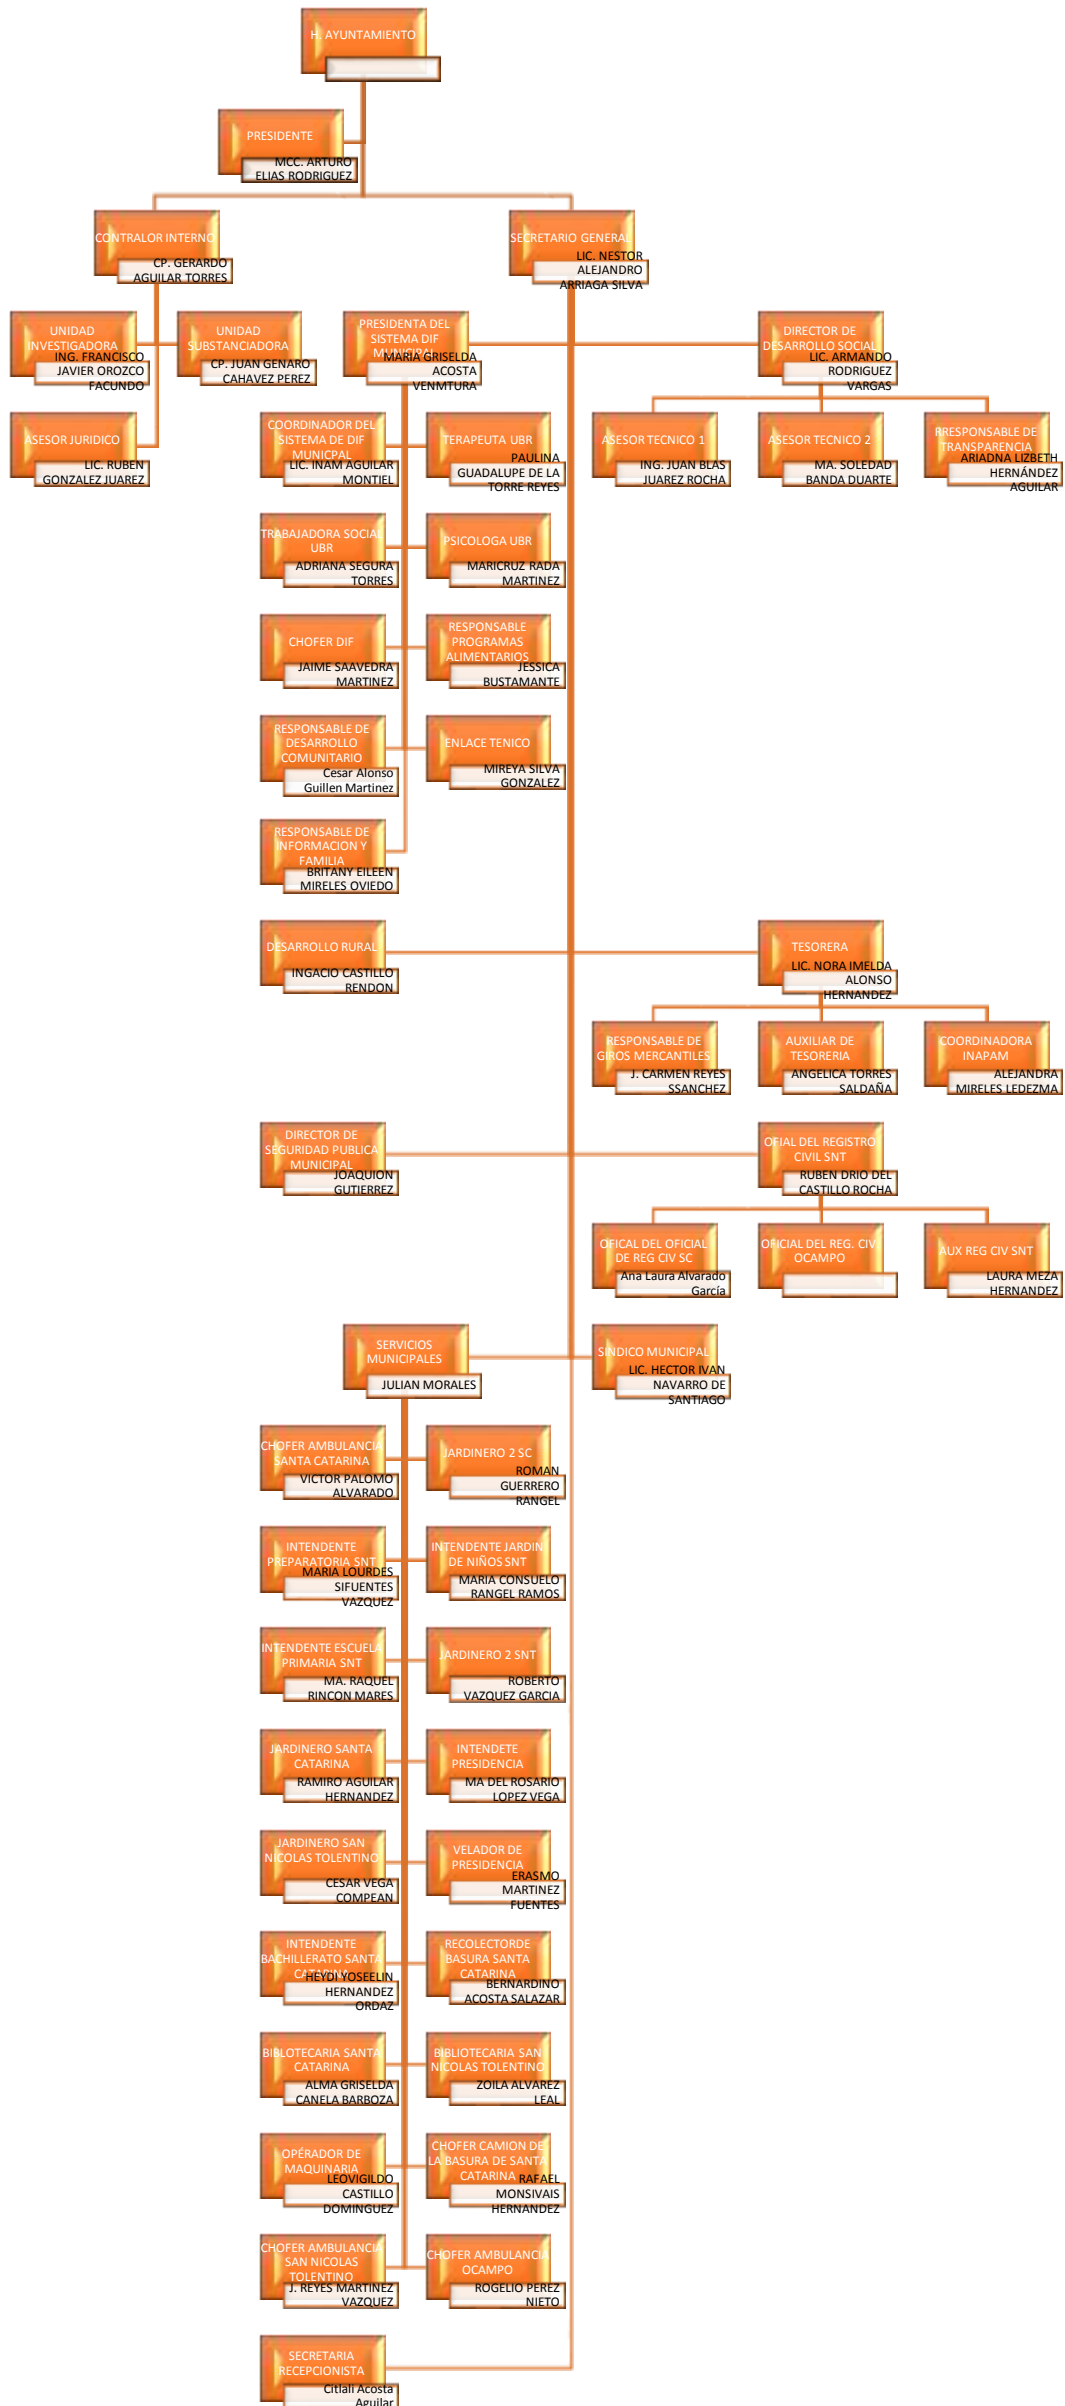 H. AYUNTAMIENTO
PRESIDENTE
MCC. ARTURO
ELIAS RODRIGUEZ
CONTRALOR INTERNO
CP. GERARDO
AGUILAR TORRES
SECRETARIO GENERAL
LIC. NESTOR
ALEJANDRO
ARRIAGA SILVA
UNIDAD
INVESTIGADORA
ING. FRANCISCO
JAVIER OROZCO
FACUNDO
UNIDAD
SUBSTANCIADORA
CP. JUAN GENARO
CAHAVEZ PEREZ
PRESIDENTA DEL
SISTEMA DIF
MUNICIPAL
MARIA GRISELDA
ACOSTA
VENMTURA
DIRECTOR DE
DESARROLLO SOCIAL
LIC. ARMANDO
RODRIGUEZ
VARGAS
ASESOR JURIDICO
LIC. RUBEN
GONZALEZ JUAREZ
COORDINADOR DEL
SISTEMA DE DIF
MUNICPAL
LIC. INAM AGUILAR
MONTIEL
TERAPEUTA UBR
PAULINA
GUADALUPE DE LA
TORRE REYES
ASESOR TECNICO 1
ING. JUAN BLAS
JUAREZ ROCHA
ASESOR TECNICO 2
MA. SOLEDAD
BANDA DUARTE
RRESPONSABLE DE
TRANSPARENCIA
ARIADNA LIZBETH
HERNÁNDEZ
AGUILAR
TRABAJADORA SOCIAL
UBR
ADRIANA SEGURA
TORRES
PSICOLOGA UBR
MARICRUZ RADA
MARTINEZ
CHOFER DIF
JAIME SAAVEDRA
MARTINEZ
RESPONSABLE
PROGRAMAS
ALIMENTARIOS
JESSICA
BUSTAMANTE
RESPONSABLE DE
DESARROLLO
COMUNITARIO
Cesar Alonso
Guillen Martinez
ENLACE TENICO
MIREYA SILVA
GONZALEZ
RESPONSABLE DE
INFORMACION Y
FAMILIA
BRITANY EILEEN
MIRELES OVIEDO
DESARROLLO RURAL
INGACIO CASTILLO
RENDON
TESORERA
LIC. NORA IMELDA
ALONSO
HERNANDEZ
RESPONSABLE DE
GIROS MERCANTILES
J. CARMEN REYES
SSANCHEZ
AUXILIAR DE
TESORERIA
ANGELICA TORRES
SALDAÑA
COORDINADORA
INAPAM
ALEJANDRA
MIRELES LEDEZMA
DIRECTOR DE
SEGURIDAD PUBLICA
MUNICIPAL
JOAQUION
GUTIERREZ
OFIAL DEL REGISTRO
CIVIL SNT
RUBEN DRIO DEL
CASTILLO ROCHA
OFICAL DEL OFICIAL
DE REG CIV SC
Ana Laura Alvarado
García
OFICIAL DEL REG. CIV
OCAMPO
AUX REG CIV SNT
LAURA MEZA
HERNANDEZ
SERVICIOS
MUNICIPALES
JULIAN MORALES
SINDICO MUNICIPAL
LIC. HECTOR IVAN
NAVARRO DE
SANTIAGO
CHOFER AMBULANCIA
SANTA CATARINA
VICTOR PALOMO
ALVARADO
JARDINERO 2 SC
ROMAN
GUERRERO
RANGEL
INTENDENTE
PREPARATORIA SNT
MARIA LOURDES
SIFUENTES
VAZQUEZ
INTENDENTE JARDIN
DE NIÑOS SNT
MARIA CONSUELO
RANGEL RAMOS
INTENDENTE ESCUELA
PRIMARIA SNT
MA. RAQUEL
RINCON MARES
JARDINERO 2 SNT
ROBERTO
VAZQUEZ GARCIA
JARDINERO SANTA
CATARINA
RAMIRO AGUILAR
HERNANDEZ
INTENDETE
PRESIDENCIA
MA DEL ROSARIO
LOPEZ VEGA
JARDINERO SAN
NICOLAS TOLENTINO
CESAR VEGA
COMPEAN
VELADOR DE
PRESIDENCIA
ERASMO
MARTINEZ
FUENTES
INTENDENTE
BACHILLERATO SANTA
CATARINA
HEYDI YOSEELIN
HERNANDEZ
ORDAZ
RECOLECTORDE
BASURA SANTA
CATARINA
BERNARDINO
ACOSTA SALAZAR
BIBLOTECARIA SANTA
CATARINA
ALMA GRISELDA
CANELA BARBOZA
BIBLIOTECARIA SAN
NICOLAS TOLENTINO
ZOILA ALVAREZ
LEAL
OPÉRADOR DE
MAQUINARIA
LEOVIGILDO
CASTILLO
DOMINGUEZ
CHOFER CAMION DE
LA BASURA DE SANTA
CATARINA
RAFAEL
MONSIVAIS
HERNANDEZ
CHOFER AMBULANCIA
SAN NICOLAS
TOLENTINO
J. REYES MARTINEZ
VAZQUEZ
CHOFER AMBULANCIA
OCAMPO
ROGELIO PEREZ
NIETO
SECRETARIA
RECEPCIONISTA
Citlali Acosta
Aguilar